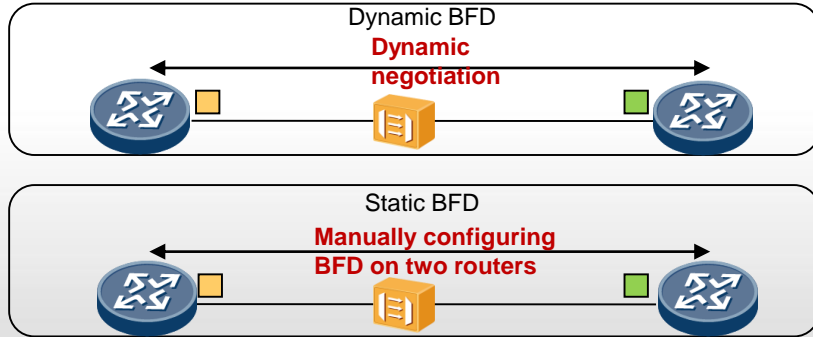 Dynamic BFD
Dynamic
negotiation
Static BFD
Manually configuring
BFD on two routers